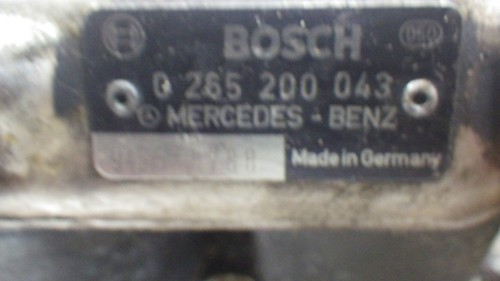 BOSCH
0 265 200 043
MERCEDES-BENZ
Made in Germany